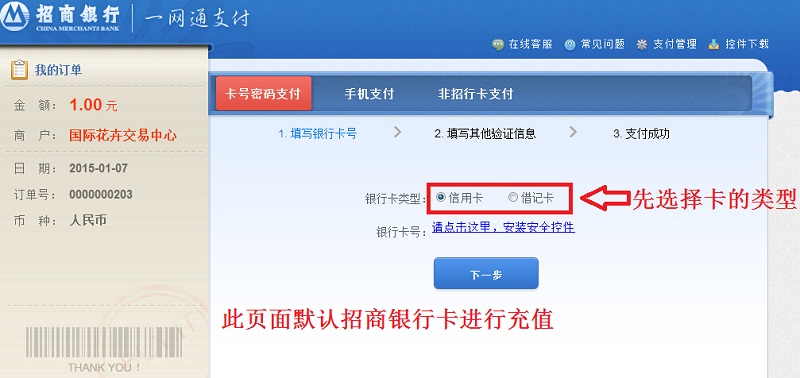 招商银行 一网通支付
CHINA MERCHANTS BANK
在线客服 常见问题 支付管理 控件下载
我的订单
金 额: 1.00 元
商 户: 国际花卉交易中心
日 期: 2015-01-07
订单号: 0000000203
币 种: 人民币
THANK YOU !
卡号密码支付 手机支付 非招行卡支付
1. 填写银行卡号 2. 填写其他验证信息 3. 支付成功
银行卡类型: 信用卡 借记卡
先选择卡的类型
银行卡号: 请点击这里，安装安全控件
下一步
此页面默认招商银行卡进行充值